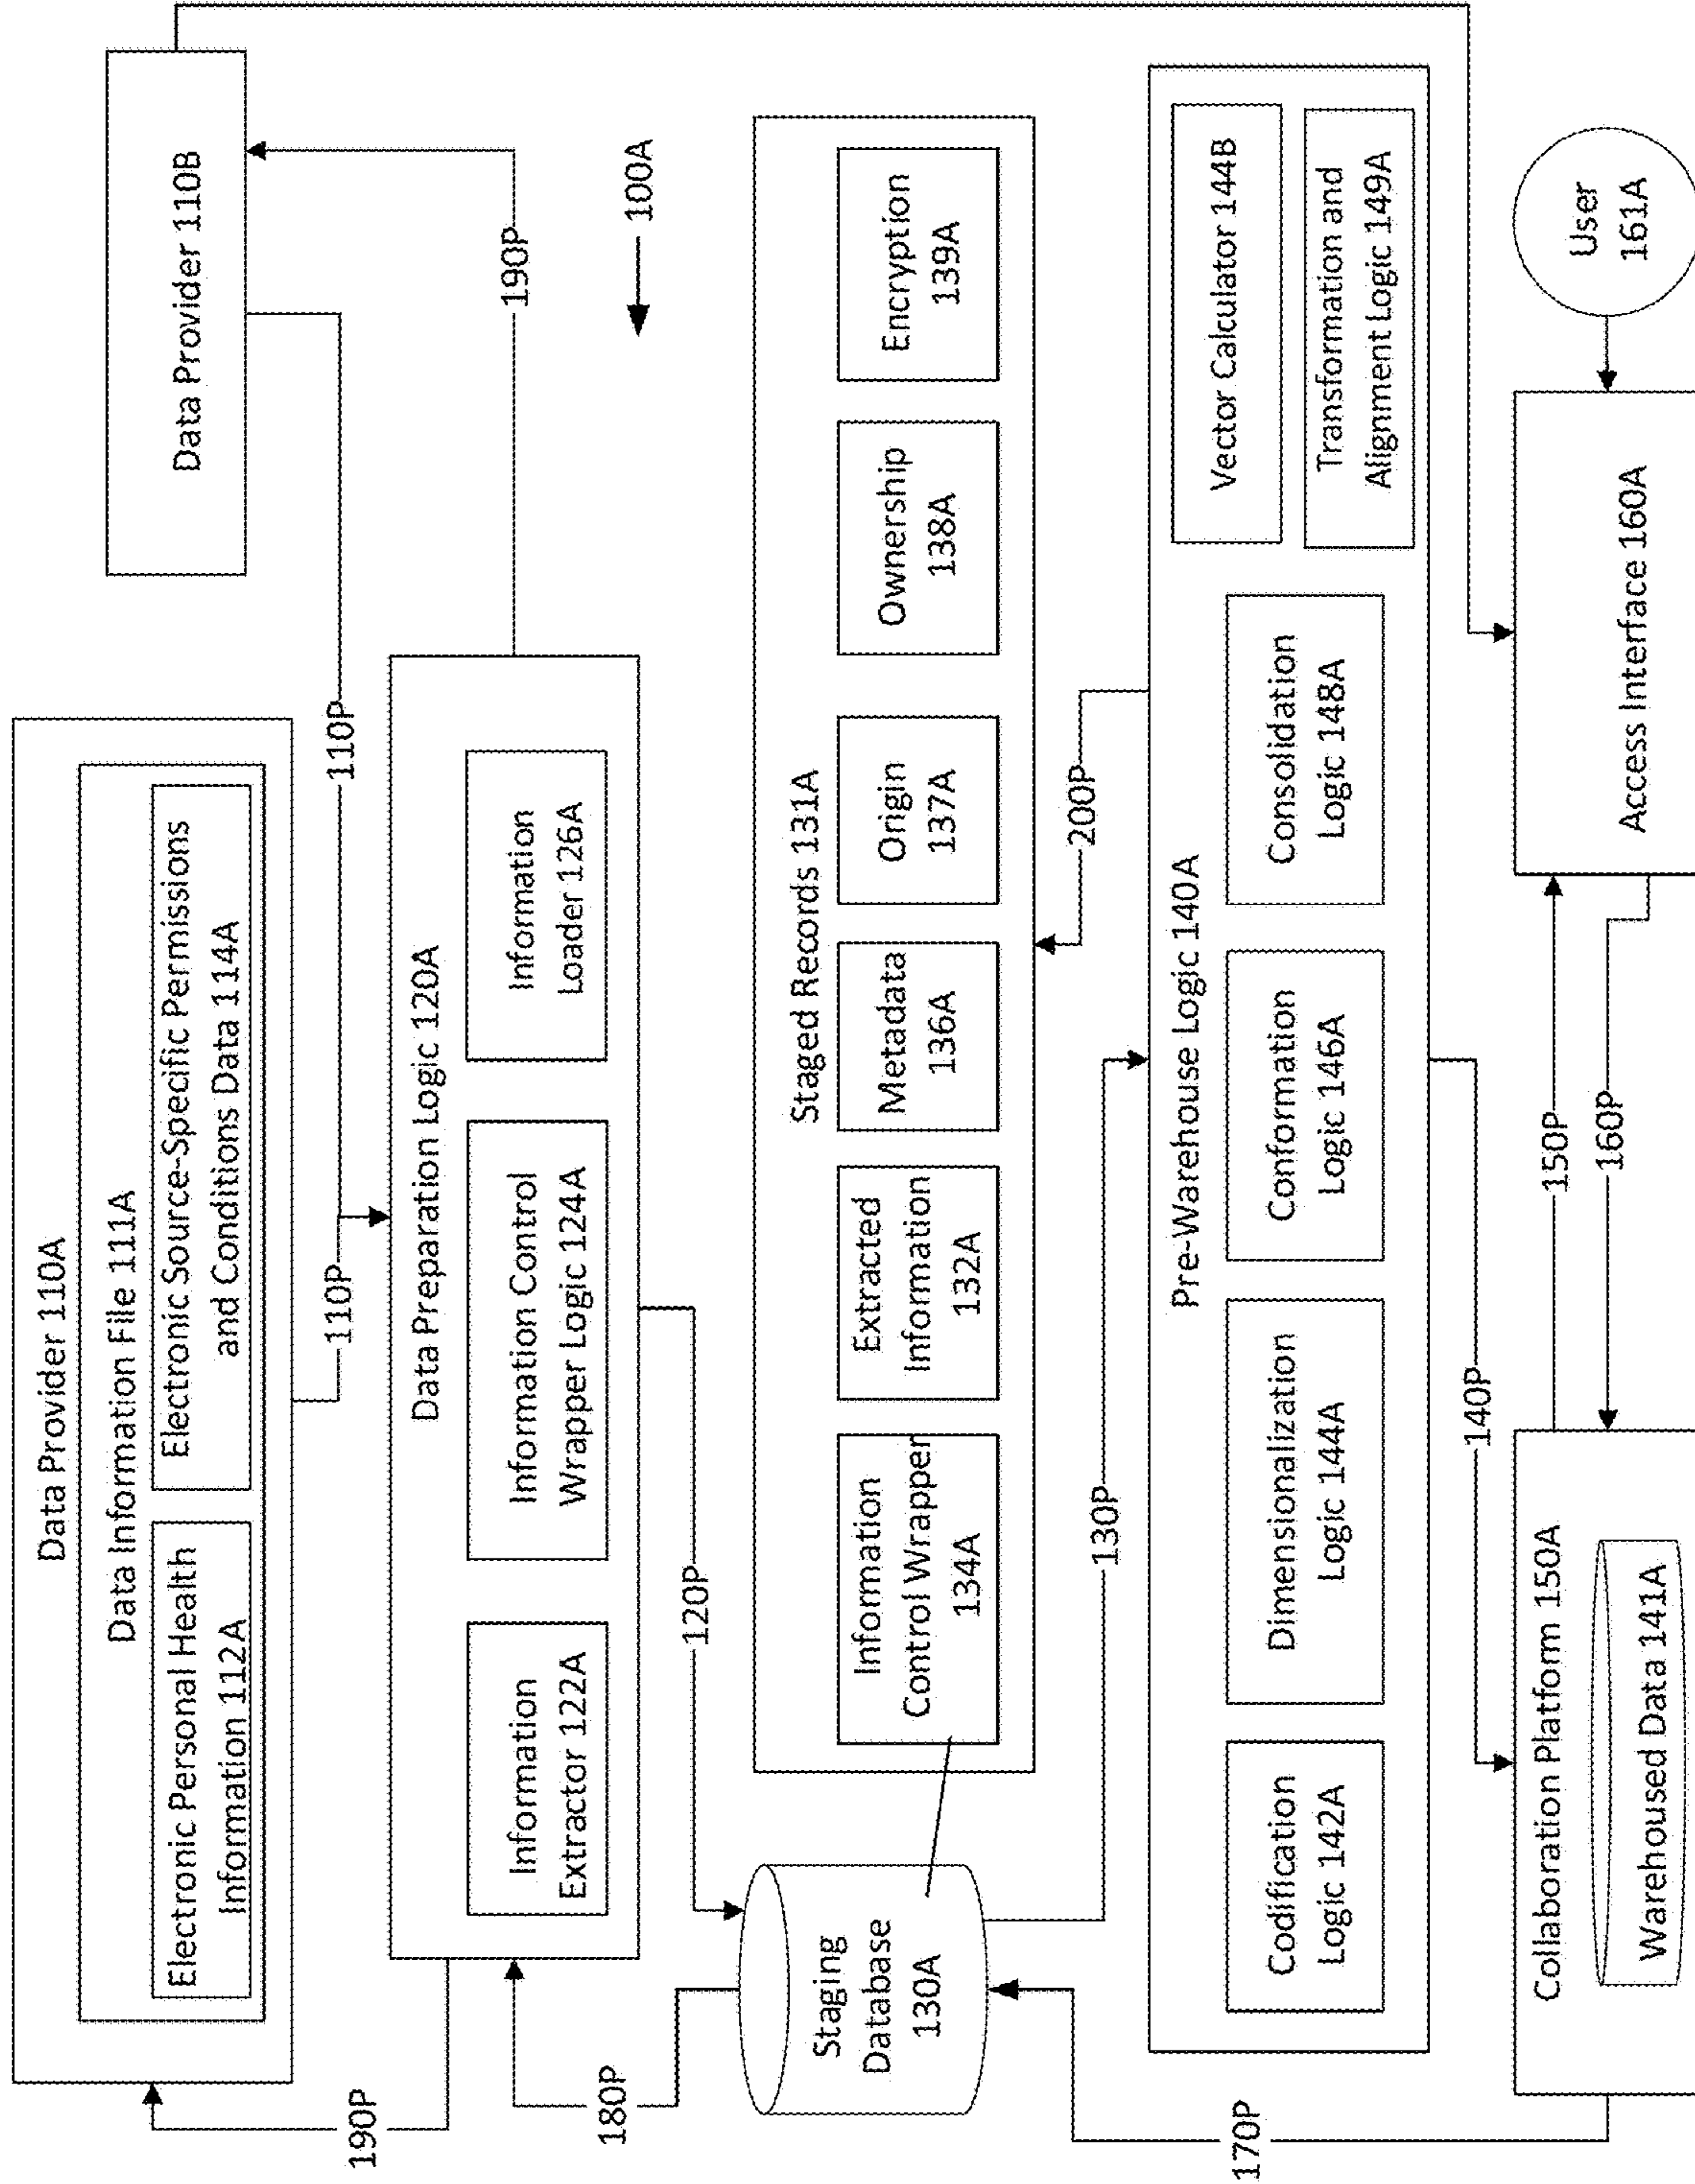 Data Provider 110A
Data Information File 111A
Electronic Personal Health
Information 112A
Electronic Source-Specific Permissions
and Conditions Data 114A
Data Provider 110B
190P
110P
110P
190P
Data Preparation Logic 120A
Information
Extractor 122A
Information Control
Wrapper Logic 124A
Information
Loader 126A
100A
180P
120P
Staging
Database
130A
Staged Records 131A
Information
Control Wrapper
134A
Extracted
Information
132A
Metadata
136A
Origin
137A
Ownership
138A
Encryption
139A
130P
200P
Pre-Warehouse Logic 140A
Codification
Logic 142A
Dimensionalization
Logic 144A
Conformation
Logic 146A
Consolidation
Logic 148A
Vector Calculator 144B
Transformation and
Alignment Logic 149A
170P
140P
Collaboration Platform 150A
Warehoused Data 141A
150P
160P
Access Interface 160A
User
161A